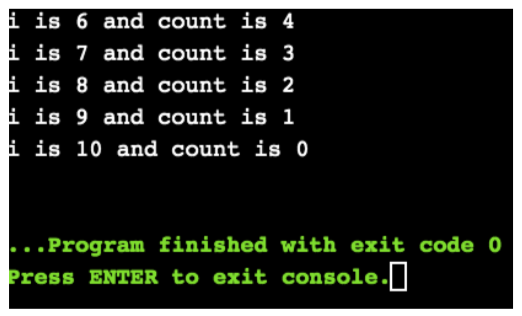 i is 6 and count is 4
i is 7 and count is 3
i is 8 and count is 2
i is 9 and count is 1
i is 10 and count is 0
...Program finished with exit code 0
Press ENTER to exit console.